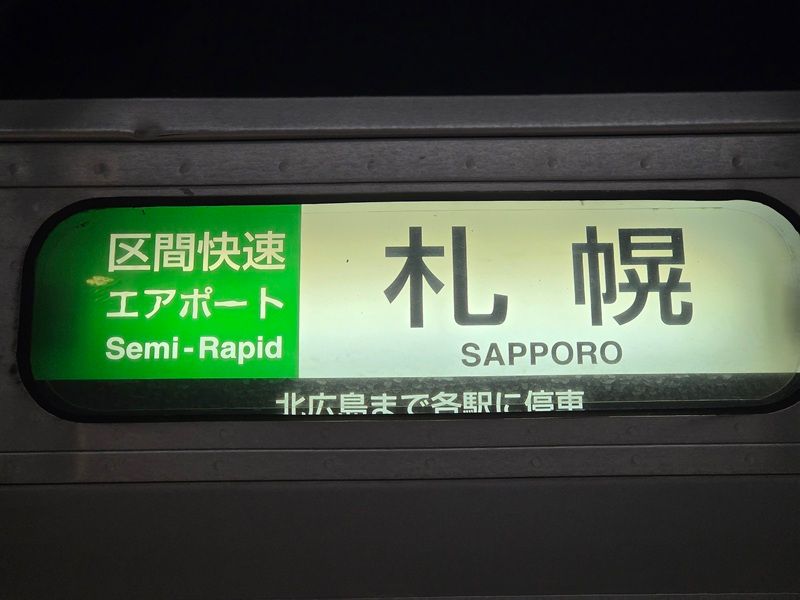 区間快速
エアポート
Semi-Rapid
札幌
SAPPORO
北広島まで各駅に停車